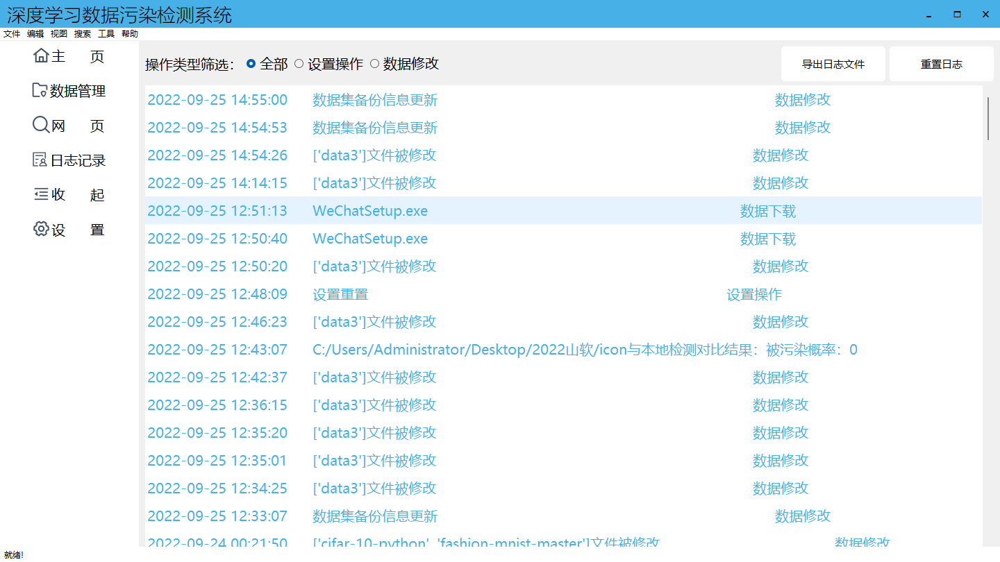 深度学习数据污染检测系统
文件 编辑 视图 搜索 工具 帮助
主 页
数据管理
网 页
日志记录
收 起
设 置
操作类型筛选： 全部 设置操作 数据修改
导出日志文件 重置日志
2022-09-25 14:55:00 数据集备份信息更新 数据修改
2022-09-25 14:54:53 数据集备份信息更新 数据修改
2022-09-25 14:54:26 ['data3']文件被修改 数据修改
2022-09-25 14:14:15 ['data3']文件被修改 数据修改
2022-09-25 12:51:13 WeChatSetup.exe 数据下载
2022-09-25 12:50:40 WeChatSetup.exe 数据下载
2022-09-25 12:50:20 ['data3']文件被修改 数据修改
2022-09-25 12:48:09 设置重置 设置操作
2022-09-25 12:46:23 ['data3']文件被修改 数据修改
2022-09-25 12:43:07 C:/Users/Administrator/Desktop/2022山软/icon与本地检测对比结果：被污染概率：0
2022-09-25 12:42:37 ['data3']文件被修改 数据修改
2022-09-25 12:36:15 ['data3']文件被修改 数据修改
2022-09-25 12:35:20 ['data3']文件被修改 数据修改
2022-09-25 12:35:01 ['data3']文件被修改 数据修改
2022-09-25 12:34:25 ['data3']文件被修改 数据修改
2022-09-25 12:33:07 数据集备份信息更新 数据修改
2022-09-24 00:21:50 ['cifar-10-python', 'fashion-mnist-master']文件被修改 数据修改
就绪!